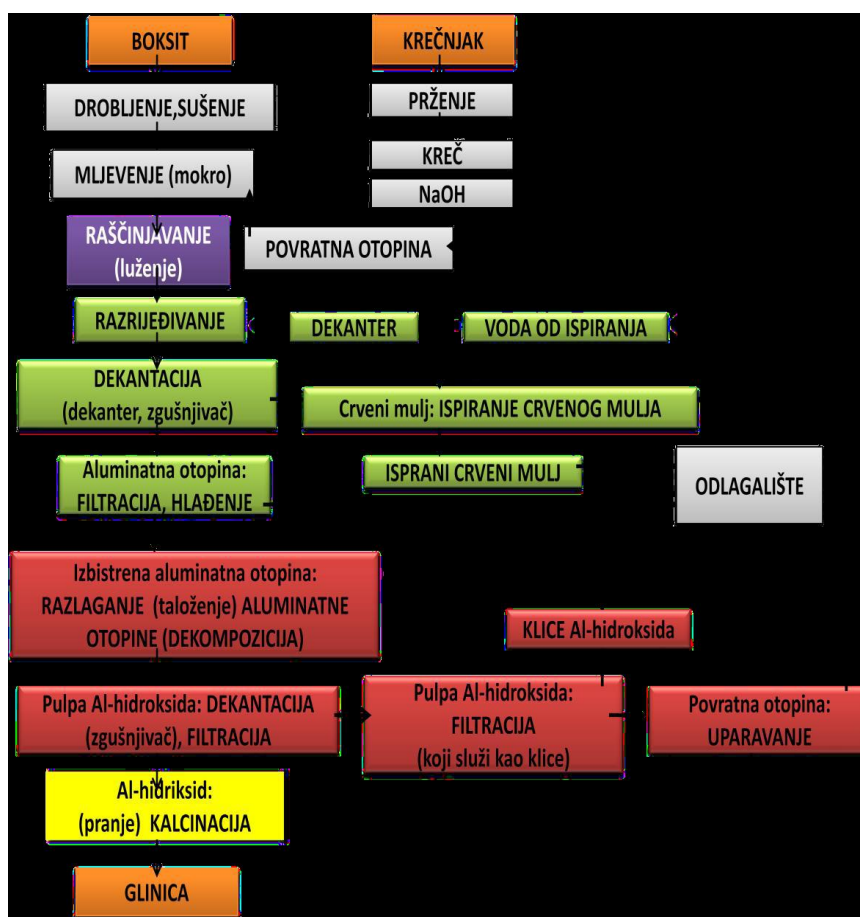 BOKSIT
KREČNJAK
DROBLJENJE,SUŠENJE
PRŽENJE
MLJEVENJE (mokro)
KREČ
NaOH
RAŠČINJAVANJE
(luženje)
POVRATNA OTOPINA
RAZRIJEĐIVANJE
DEKANTER
VODA OD ISPIRANJA
DEKANTACIJA
(dekanter, zgušnjivač)
Crveni mulj: ISPIRANJE CRVENOG MULJA
Aluminatna otopina:
FILTRACIJA, HLAĐENJE
ISPRANI CRVENI MULJ
ODLAGALIŠTE
Izbistrena aluminatna otopina:
RAZLAGANJE (taloženje) ALUMINATNE
OTOPINE (DEKOMPOZICIJA)
KLICE Al-hidroksida
Pulpa Al-hidroksida: DEKANTACIJA
(zgušnjivač), FILTRACIJA
Pulpa Al-hidroksida:
FILTRACIJA
(koji služi kao klice)
Povratna otopina:
UPARAVANJE
Al-hidriksid:
(pranje) KALCINACIJA
GLINICA